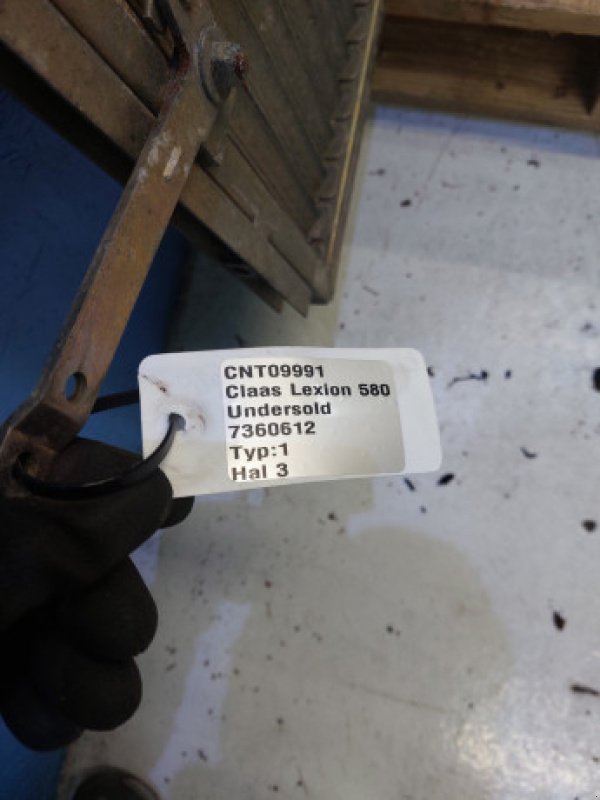 CNT09991
Claas Lexion 580
Undersold
7360612
Typ:1
Hal 3